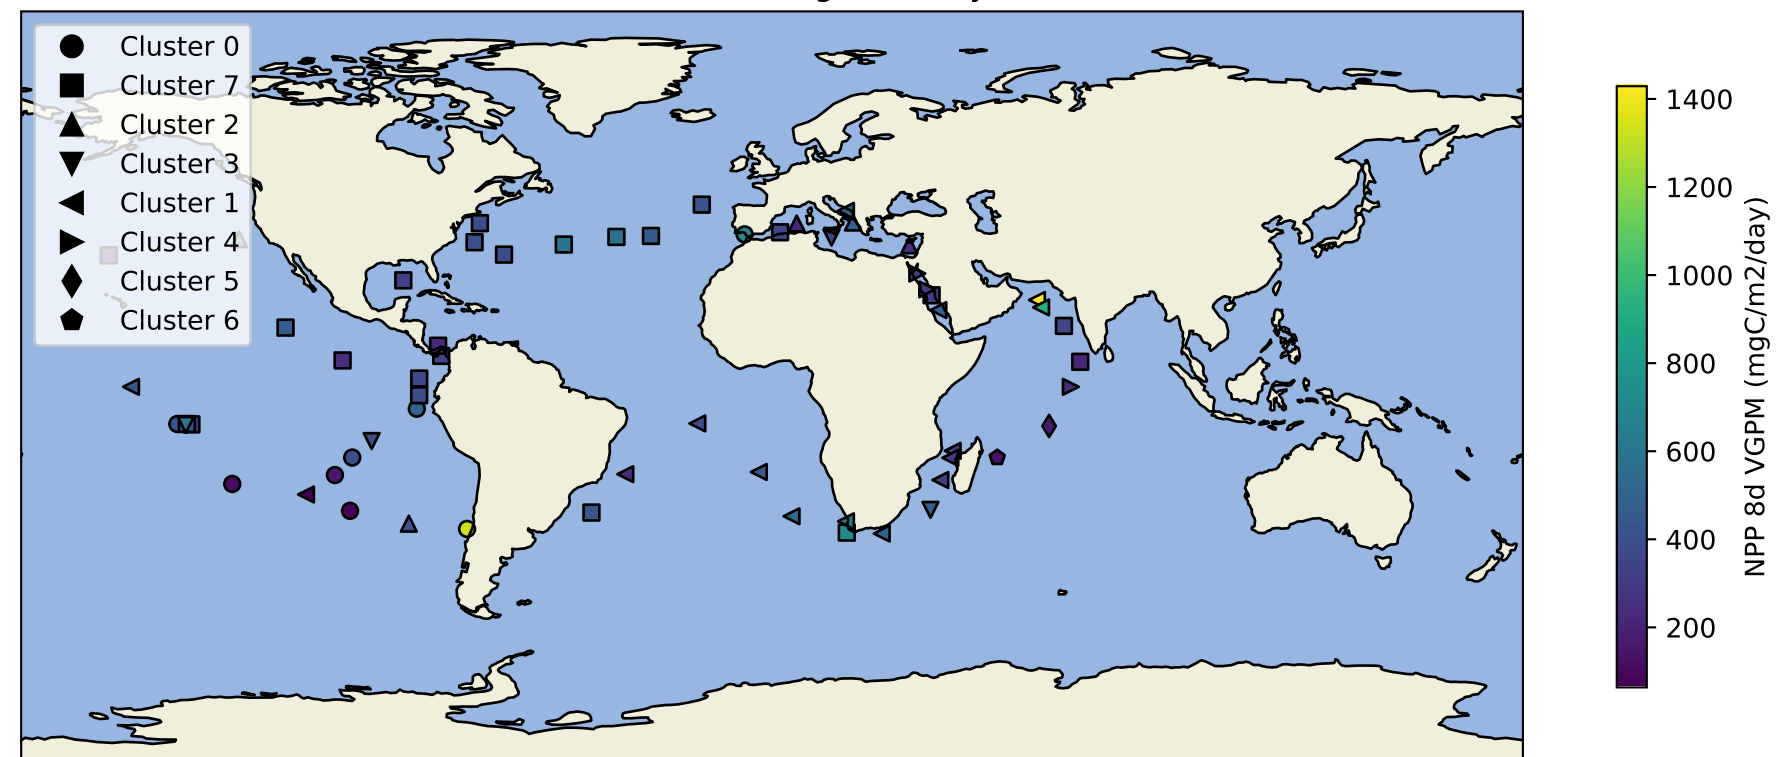 Cluster 0
Cluster 7
Cluster 2
Cluster 3
Cluster 1
Cluster 4
Cluster 5
Cluster 6
1400
1200
1000
800
600
400
200
NPP 8d VGPM (mgC/m2/day)